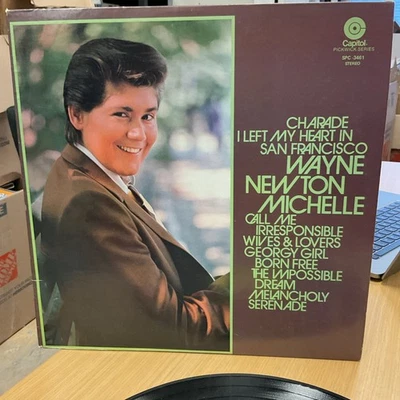 Capitol
PICKWICK SERIES
SPC-3461
STEREO
CHARADE
I LEFT MY HEART IN
SAN FRANCISCO
WAYNE
NEWTON
MICHELLE
CALL ME
IRRESPONSIBLE
WIVES & LOVERS
GEORGY GIRL
BORN FREE
THE IMPOSSIBLE
DREAM
MELANCHOLY
SERENADE